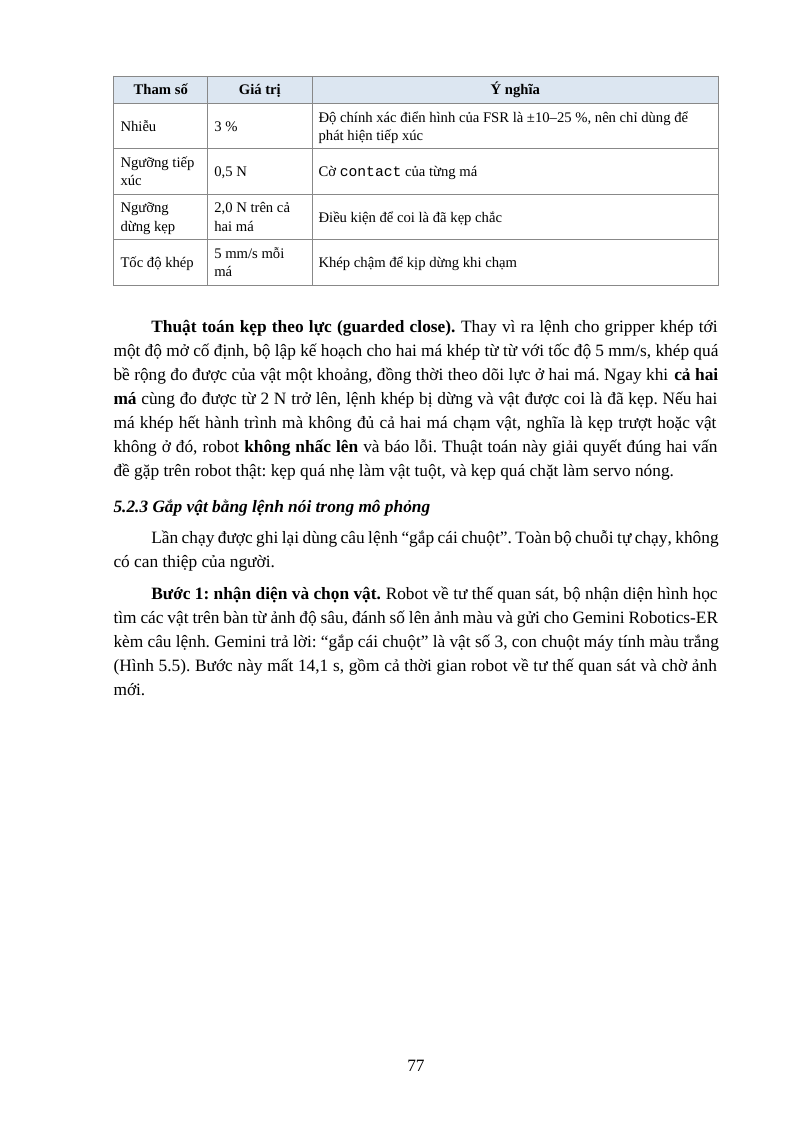 Tham số Giá trị Ý nghĩa
Nhiễu 3 % Độ chính xác điển hình của FSR là ±10–25 %, nên chỉ dùng để
phát hiện tiếp xúc
Ngưỡng tiếp
xúc 0,5 N Cờ contact của từng má
Ngưỡng
dừng kẹp 2,0 N trên cả
hai má Điều kiện để coi là đã kẹp chắc
Tốc độ khép 5 mm/s mỗi
má Khép chậm để kịp dừng khi chạm
Thuật toán kẹp theo lực (guarded close). Thay vì ra lệnh cho gripper khép tới
một độ mở cố định, bộ lập kế hoạch cho hai má khép từ từ với tốc độ 5 mm/s, khép quá
bề rộng đo được của vật một khoảng, đồng thời theo dõi lực ở hai má. Ngay khi cả hai
má cùng đo được từ 2 N trở lên, lệnh khép bị dừng và vật được coi là đã kẹp. Nếu hai
má khép hết hành trình mà không đủ cả hai má chạm vật, nghĩa là kẹp trượt hoặc vật
không ở đó, robot không nhấc lên và báo lỗi. Thuật toán này giải quyết đúng hai vấn
đề gặp trên robot thật: kẹp quá nhẹ làm vật tuột, và kẹp quá chặt làm servo nóng.
5.2.3 Gắp vật bằng lệnh nói trong mô phỏng
Lần chạy được ghi lại dùng câu lệnh “gắp cái chuột”. Toàn bộ chuỗi tự chạy, không
có can thiệp của người.
Bước 1: nhận diện và chọn vật. Robot về tư thế quan sát, bộ nhận diện hình học
tìm các vật trên bàn từ ảnh độ sâu, đánh số lên ảnh màu và gửi cho Gemini Robotics-ER
kèm câu lệnh. Gemini trả lời: “gắp cái chuột” là vật số 3, con chuột máy tính màu trắng
(Hình 5.5). Bước này mất 14,1 s, gồm cả thời gian robot về tư thế quan sát và chờ ảnh
mới.
77